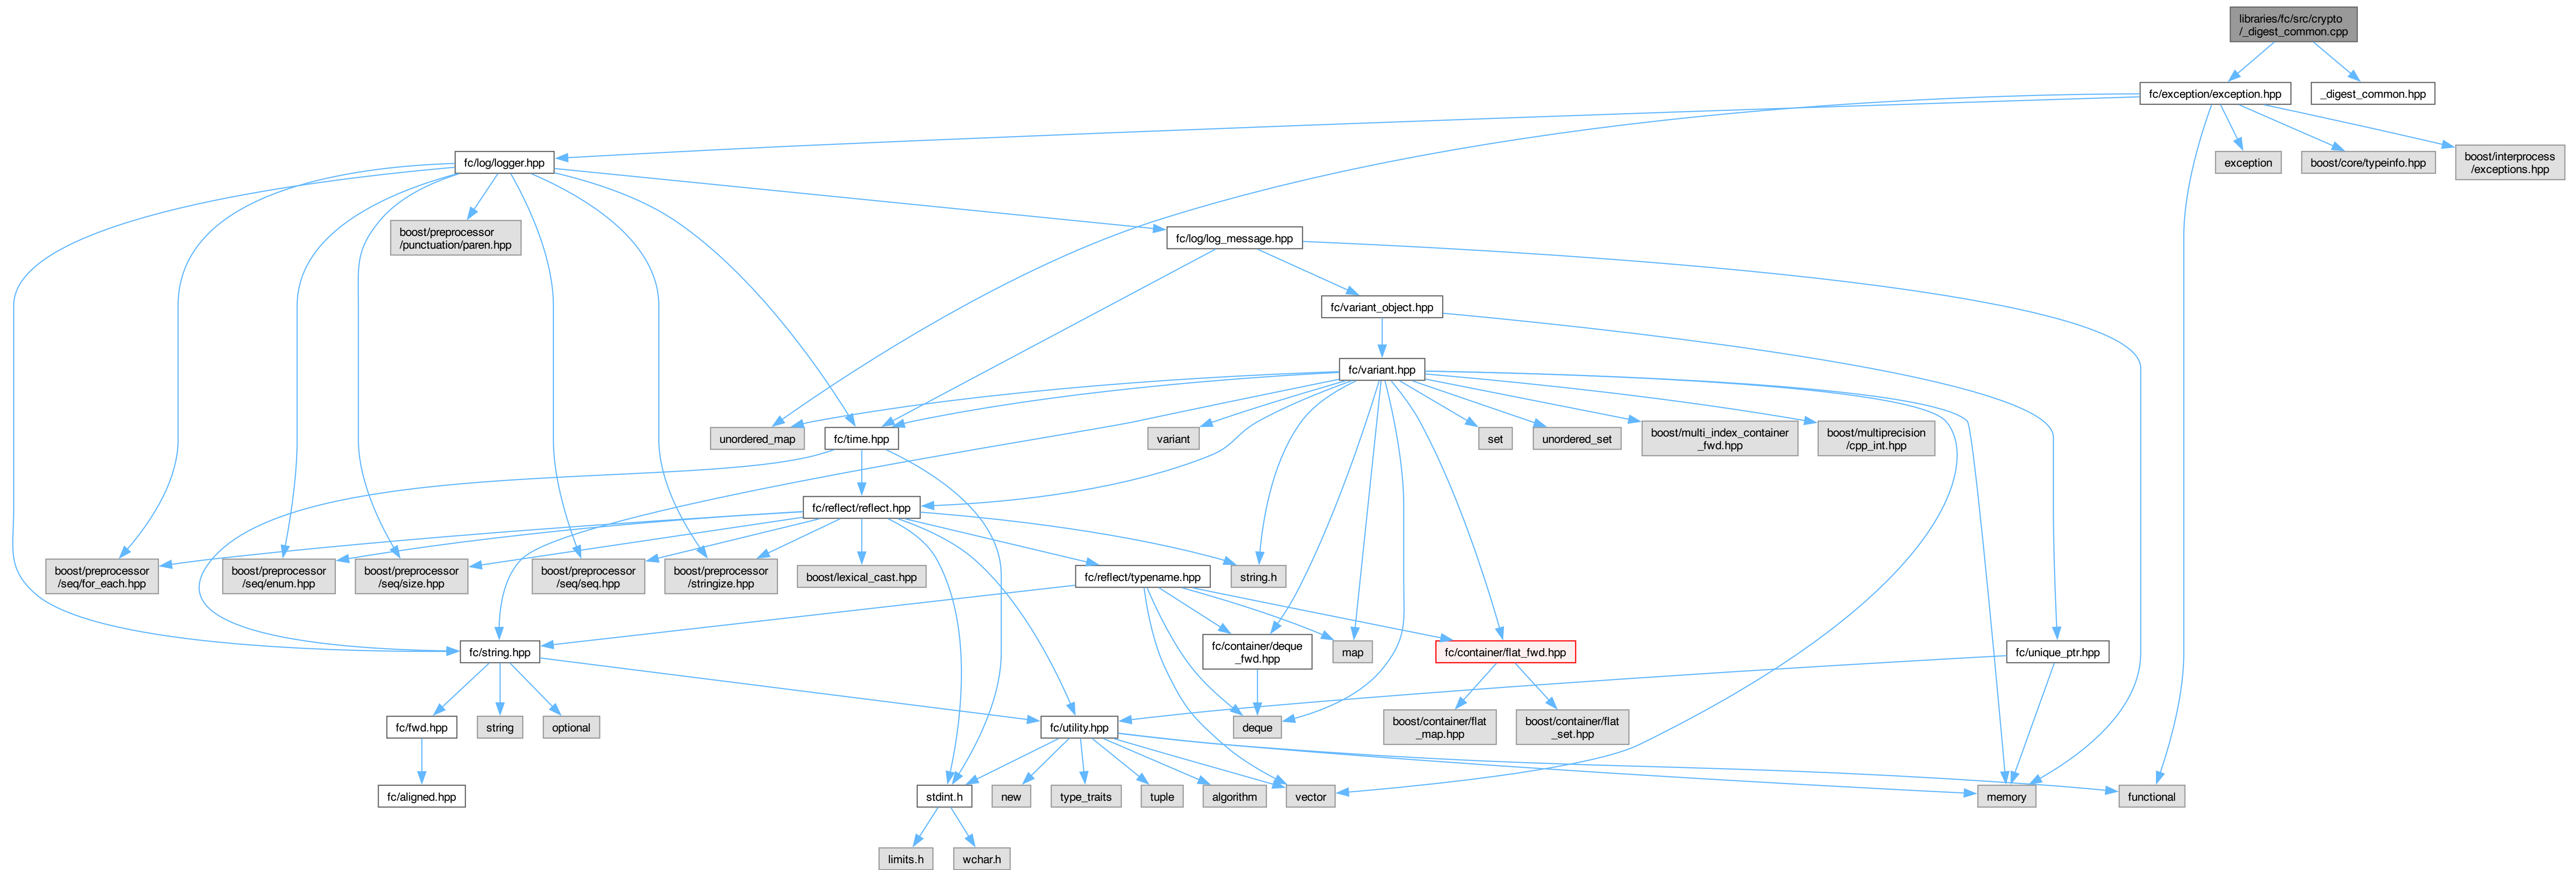 libraries/fc/src/crypto
/_digest_common.cpp
fc/exception/exception.hpp
_digest_common.hpp
fc/log/logger.hpp
exception
boost/core/typeinfo.hpp
boost/interprocess
/exceptions.hpp
boost/preprocessor
/punctuation/paren.hpp
fc/log/log_message.hpp
fc/variant_object.hpp
fc/variant.hpp
unordered_map
fc/time.hpp
variant
set
unordered_set
boost/multi_index_container
_fwd.hpp
boost/multiprecision
/cpp_int.hpp
fc/reflect/reflect.hpp
boost/preprocessor
/seq/for_each.hpp
boost/preprocessor
/seq/enum.hpp
boost/preprocessor
/seq/size.hpp
boost/preprocessor
/seq/seq.hpp
boost/preprocessor
/stringize.hpp
boost/lexical_cast.hpp
fc/reflect/typename.hpp
string.h
fc/string.hpp
fc/container/deque
_fwd.hpp
map
fc/container/flat_fwd.hpp
fc/unique_ptr.hpp
fc/fwd.hpp
string
optional
fc/utility.hpp
deque
boost/container/flat
_map.hpp
boost/container/flat
_set.hpp
fc/aligned.hpp
stdint.h
new
type_traits
tuple
algorithm
vector
memory
functional
limits.h
wchar.h